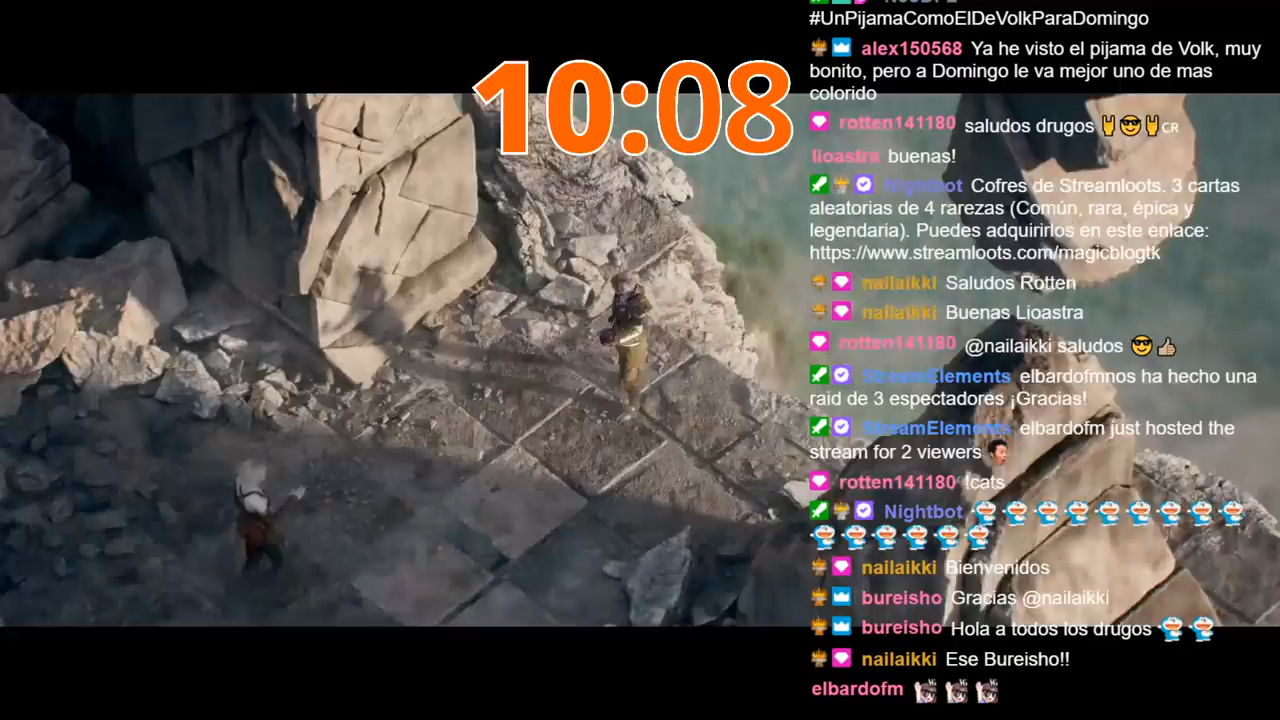 10:08
#UnPijamaComoElDeVolkParaDomingo
alex150568 Ya he visto el pijama de Volk, muy
bonito, pero a Domingo le va mejor uno de mas
colorido
rotten141180 saludos drugos CR
lioastra buenas!
Nightbot Cofres de Streamloots. 3 cartas
aleatorias de 4 rarezas (Común, rara, épica y
legendaria). Puedes adquirirlos en este enlace:
https://www.streamloots.com/magicblogtk
nailaikki Saludos Rotten
nailaikki Buenas Lioastra
rotten141180 @nailaikki saludos
StreamElements elbardofmnos ha hecho una
raid de 3 espectadores ¡Gracias!
StreamElements elbardofm just hosted the
stream for 2 viewers
rotten141180 !cats
Nightbot
nailaikki Bienvenidos
bureisho Gracias @nailaikki
bureisho Hola a todos los drugos
nailaikki Ese Bureisho!!
elbardofm